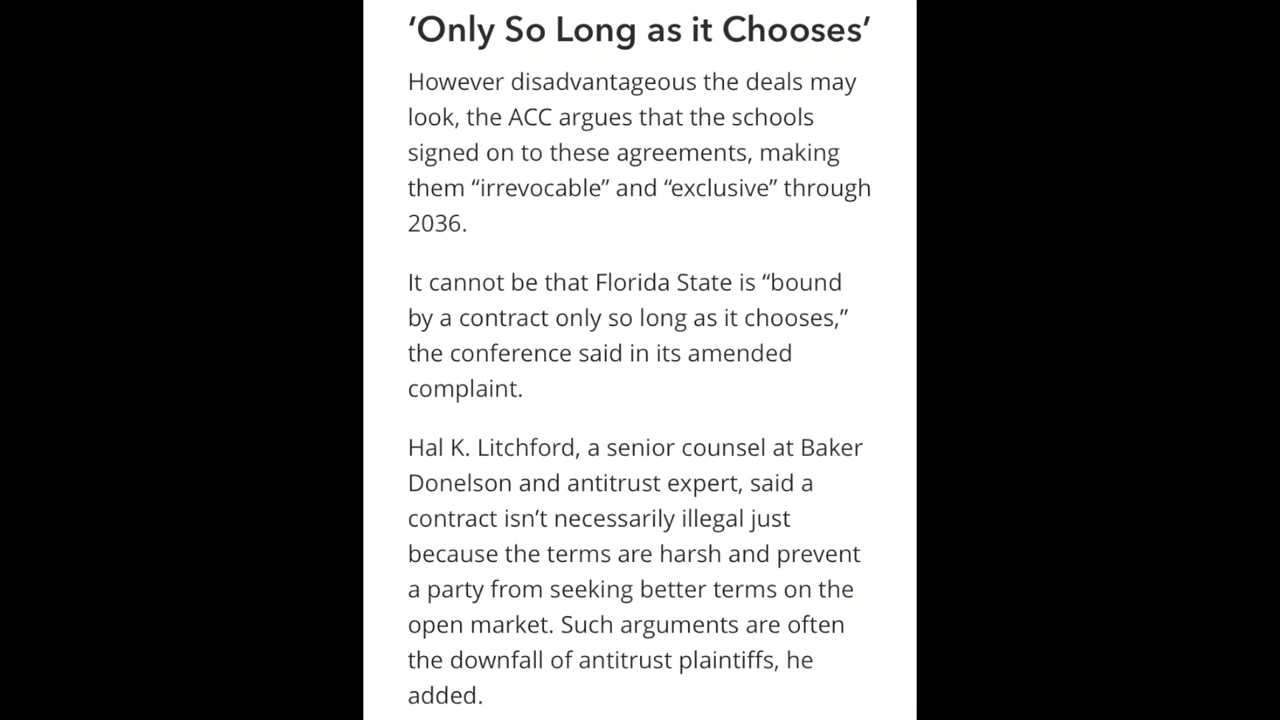 ‘Only So Long as it Chooses’
However disadvantageous the deals may
look, the ACC argues that the schools
signed on to these agreements, making
them “irrevocable” and “exclusive” through
2036.
It cannot be that Florida State is “bound
by a contract only so long as it chooses,”
the conference said in its amended
complaint.
Hal K. Litchford, a senior counsel at Baker
Donelson and antitrust expert, said a
contract isn’t necessarily illegal just
because the terms are harsh and prevent
a party from seeking better terms on the
open market. Such arguments are often
the downfall of antitrust plaintiffs, he
added.